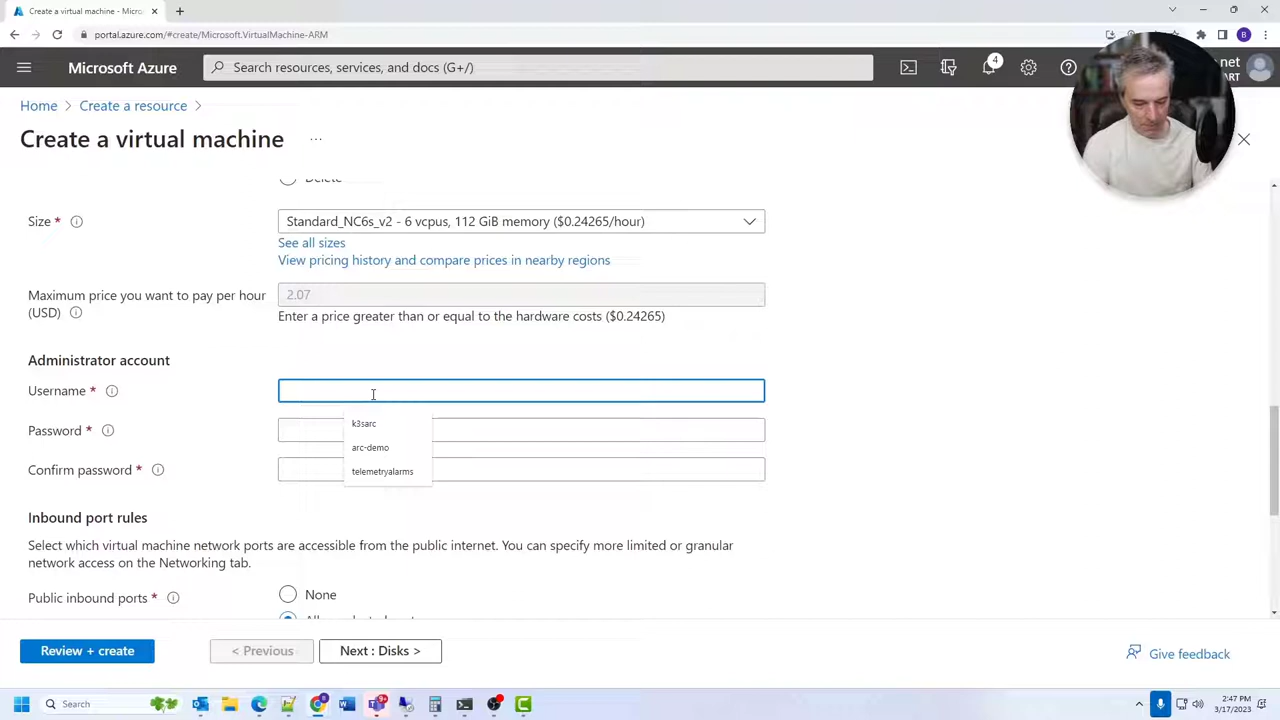 Create a virtual machine - Micro
portal.azure.com/#create/Microsoft.VirtualMachine-ARM
B
Microsoft Azure
Search resources, services, and docs (G+/)
4
net
ART
Home > Create a resource >
Create a virtual machine
...
Delete
Size *
Standard_NC6s_v2 - 6 vcpus, 112 GiB memory ($0.24265/hour)
See all sizes
View pricing history and compare prices in nearby regions
Maximum price you want to pay per hour
(USD)
2.07
Enter a price greater than or equal to the hardware costs ($0.24265)
Administrator account
Username *
Password *
k3sarc
arc-demo
telemetryalarms
Confirm password *
Inbound port rules
Select which virtual machine network ports are accessible from the public internet. You can specify more limited or granular
network access on the Networking tab.
Public inbound ports *
None
Review + create
< Previous
Next : Disks >
Give feedback
Search
2:47 PM
3/17/2023